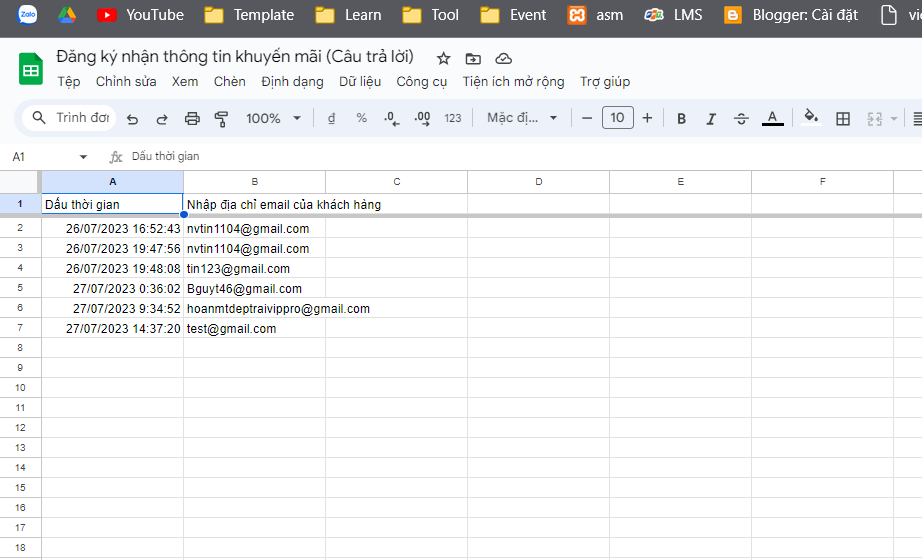 Zalo YouTube Template Learn Tool Event asm LMS Blogger: Cài đặt
Đăng ký nhận thông tin khuyến mãi (Câu trả lời)
Tệp Chỉnh sửa Xem Chèn Định dạng Dữ liệu Công cụ Tiện ích mở rộng Trợ giúp
Trình đơn 100% đ % .0 .00 123 Mặc đị... 10 B I S A
A1 fx Dấu thời gian
A B C D E F
1 Dấu thời gian Nhập địa chỉ email của khách hàng
2 26/07/2023 16:52:43 nvtin1104@gmail.com
3 26/07/2023 19:47:56 nvtin1104@gmail.com
4 26/07/2023 19:48:08 tin123@gmail.com
5 27/07/2023 0:36:02 Bguyt46@gmail.com
6 27/07/2023 9:34:52 hoanmtdeptraivippro@gmail.com
7 27/07/2023 14:37:20 test@gmail.com
8
9
10
11
12
13
14
15
16
17
18